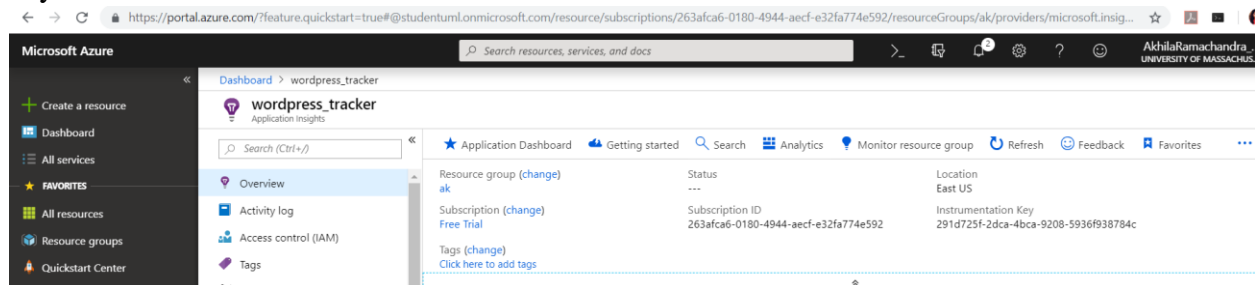 https://portal.azure.com/?feature.quickstart=true#@studentuml.onmicrosoft.com/resource/subscriptions/263afca6-0180-4944-aecf-e32fa774e592/resourceGroups/ak/providers/microsoft.insig...
Microsoft Azure
Search resources, services, and docs
2
AkhilaRamachandra_...
UNIVERSITY OF MASSACHUS...
Create a resource
Dashboard
All services
FAVORITES
All resources
Resource groups
Quickstart Center
Dashboard > wordpress_tracker
wordpress_tracker
Application Insights
Search (Ctrl+/)
Overview
Activity log
Access control (IAM)
Tags
Application Dashboard Getting started Search Analytics Monitor resource group Refresh Feedback Favorites ...
Resource group (change)
ak
Status
---
Location
East US
Subscription (change)
Free Trial
Subscription ID
263afca6-0180-4944-aecf-e32fa774e592
Instrumentation Key
291d725f-2dca-4bca-9208-5936f938784c
Tags (change)
Click here to add tags